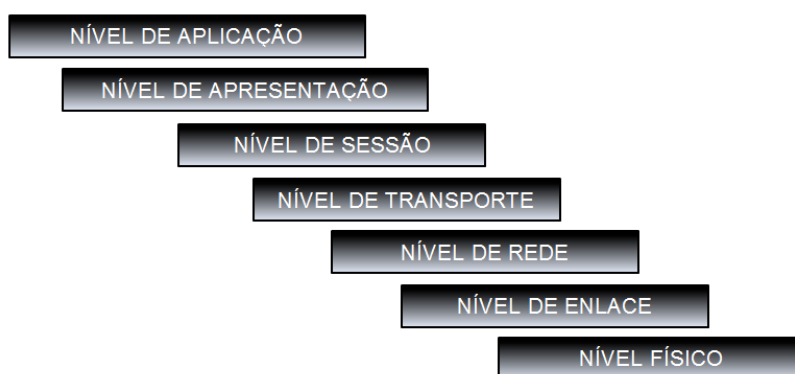 NÍVEL DE APLICAÇÃO
NÍVEL DE APRESENTAÇÃO
NÍVEL DE SESSÃO
NÍVEL DE TRANSPORTE
NÍVEL DE REDE
NÍVEL DE ENLACE
NÍVEL FÍSICO